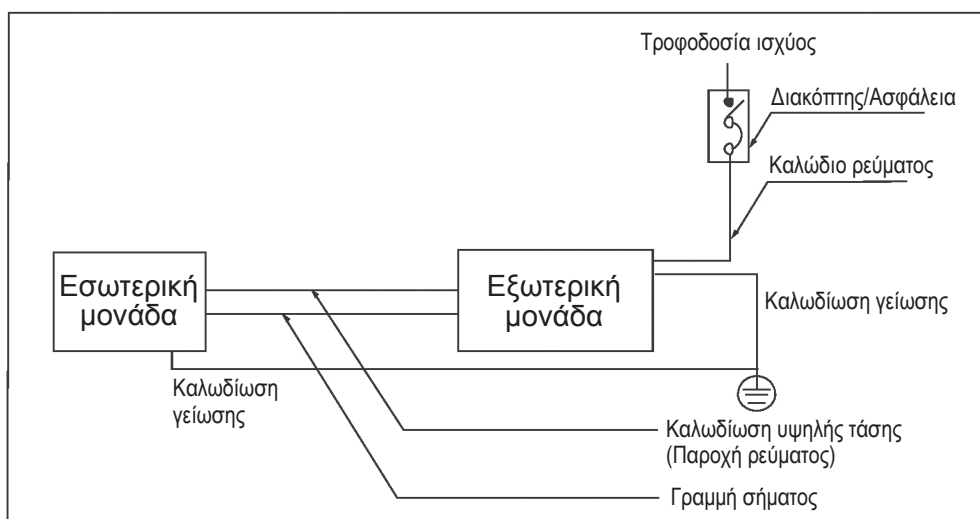 Τροφοδοσία ισχύος
Διακόπτης/Ασφάλεια
Καλώδιο ρεύματος
Εσωτερική
μονάδα
Εξωτερική
μονάδα
Καλωδίωση γείωσης
Καλωδίωση
γείωσης
Καλωδίωση υψηλής τάσης
(Παροχή ρεύματος)
Γραμμή σήματος